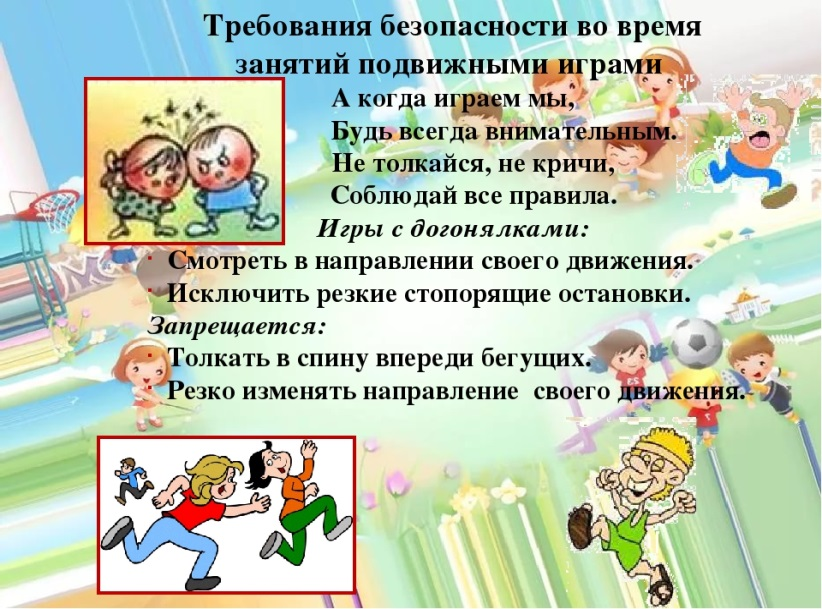 Требования безопасности во время
занятий подвижными играми
А когда играем мы,
Будь всегда внимательным.
Не толкайся, не кричи,
Соблюдай все правила.
Игры с догонялками:
Смотреть в направлении своего движения.
Исключить резкие стопорящие остановки.
Запрещается:
Толкать в спину впереди бегущих.
Резко изменять направление своего движения.